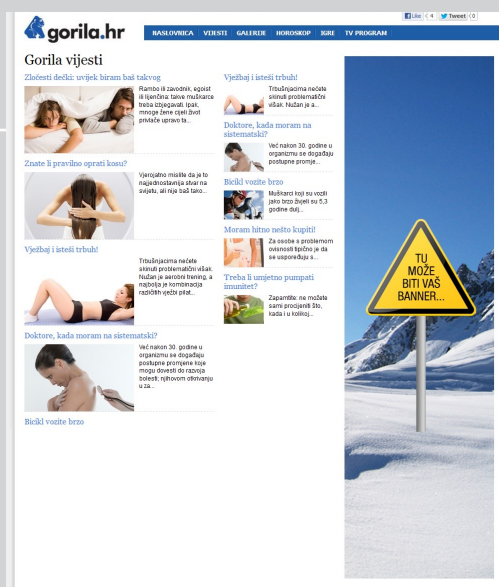 Like 4 Tweet 0
gorila.hr
NASLOVNICA VIJESTI GALERIJE HOROSKOP IGRE TV PROGRAM
Gorila vijesti
Zločesti dečki: uvijek biram baš takvog
Rambo ili zavodnik, egoist
ili lijenčina: takve muškarce
treba izbjegavati. Ipak,
mnoge žene cijeli život
privlače upravo ta...
Znate li pravilno oprati kosu?
Vjerojatno mislite da je to
najjednostavnija stvar na
svijetu, ali nije baš tako...
Vježbaj i isteši trbuh!
Trbušnjacima nećete
skinuti problematični višak.
Nužan je aerobni trening, a
najbolja je kombinacija
različitih vježbi pilat...
Doktore, kada moram na sistematski?
Već nakon 30. godine u
organizmu se događaju
postupne promjene koje
mogu dovesti do razvoja
bolesti, njihovom otkrivanju
u za...
Bicikl vozite brzo
Vježbaj i isteši trbuh!
Trbušnjacima nećete
skinuti problematični
višak. Nužan je a...
Doktore, kada moram na
sistematski?
Već nakon 30. godine u
organizmu se događaju
postupne promje...
Bicikl vozite brzo
Muškarci koji su vozili
jako brzo živjeli su 5,3
godine dulj...
Moram hitno nešto kupiti!
Za osobe s problemom
ovisnosti tipično je da
se uspoređuju s...
Treba li umjetno pumpati
imunitet?
Zapamtite: ne možete
sami procijeniti što,
kada i u kolikoj...
TU
MOŽE
BITI VAŠ
BANNER...